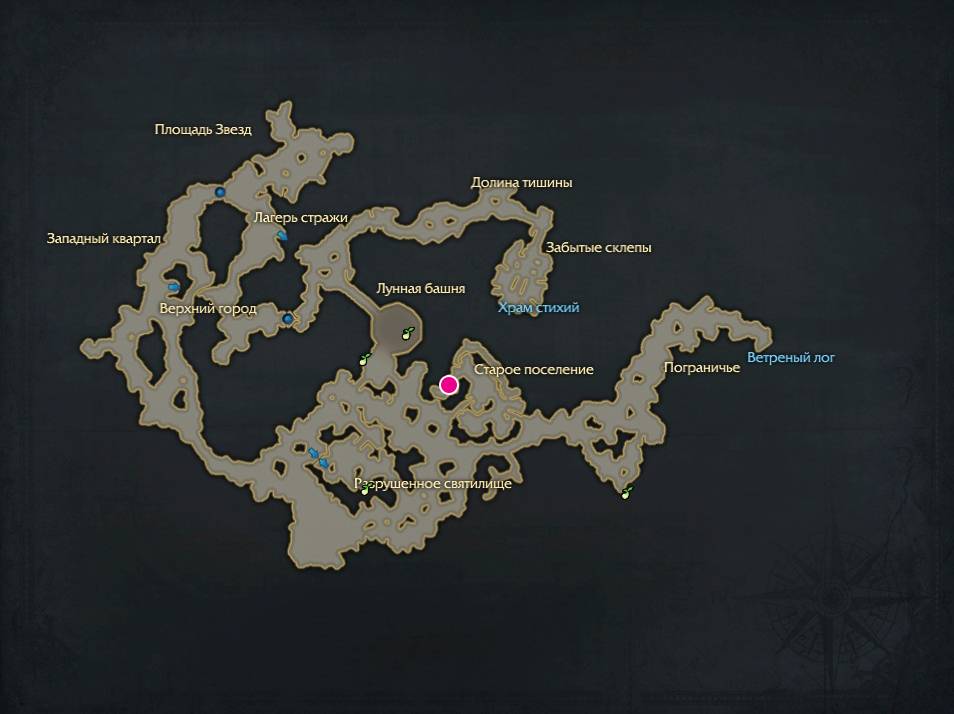 Площадь Звезд
Долина тишины
Лагерь стражи
Западный квартал
Забытые склепы
Лунная башня
Верхний город
Храм стихий
Ветреный лог
Пограничье
Старое поселение
Разрушенное святилище